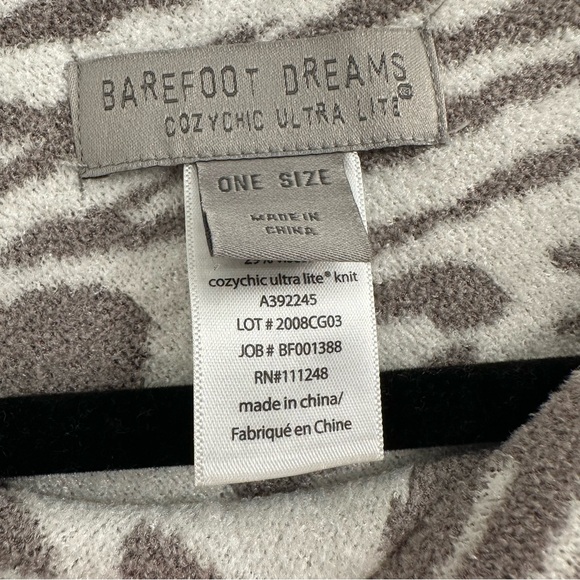 BAREFOOT DREAMS®
COZYCHIC ULTRA LITE
ONE SIZE
MADE IN
CHINA
cozychic ultra lite® knit
A392245
LOT # 2008CG03
JOB# BF001388
RN#111248
made in china/
Fabriqué en Chine